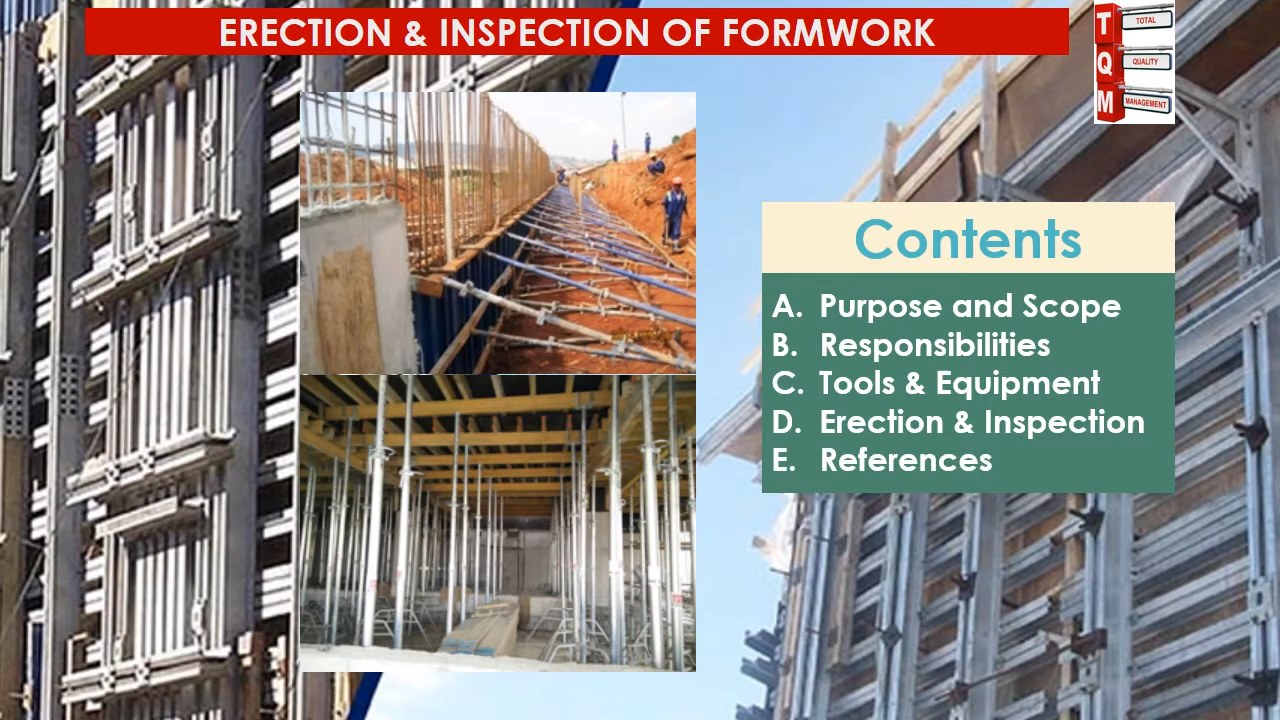 ERECTION & INSPECTION OF FORMWORK
T TOTAL
Q QUALITY
M MANAGEMENT
Contents
A. Purpose and Scope
B. Responsibilities
C. Tools & Equipment
D. Erection & Inspection
E. References